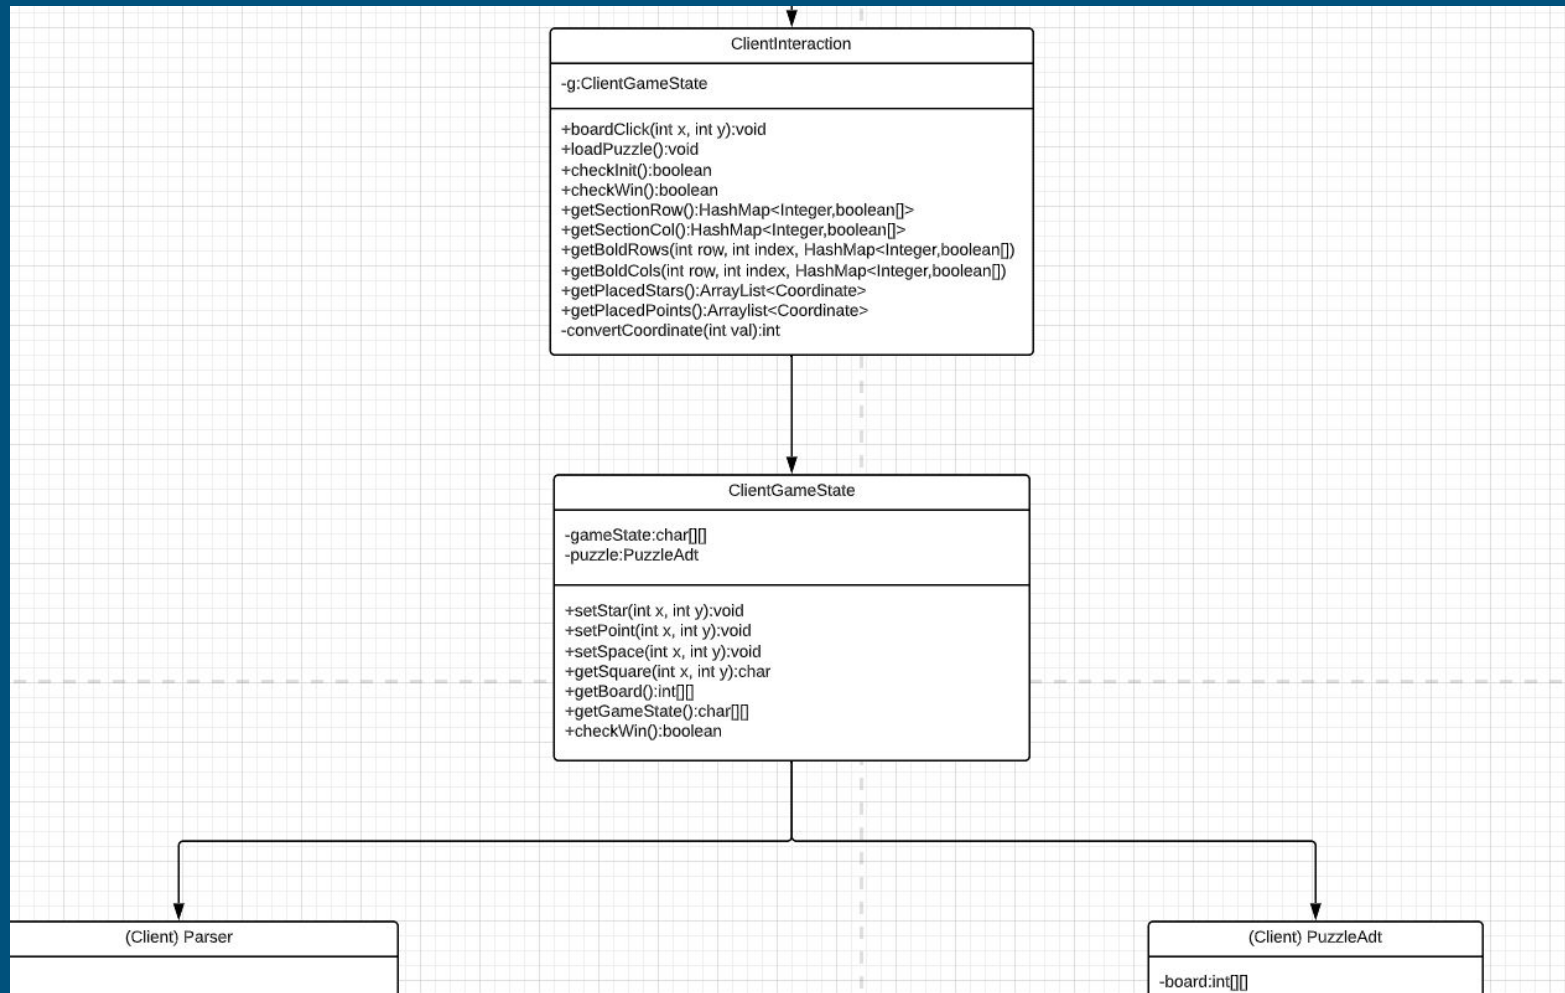 ClientInteraction
-g:ClientGameState
+boardClick(int x, int y):void
+loadPuzzle():void
+checkInit():boolean
+checkWin():boolean
+getSectionRow():HashMap<Integer,boolean[]>
+getSectionCol():HashMap<Integer,boolean[]>
+getBoldRows(int row, int index, HashMap<Integer,boolean[])
+getBoldCols(int row, int index, HashMap<Integer,boolean[])
+getPlacedStars():ArrayList<Coordinate>
+getPlacedPoints():Arraylist<Coordinate>
-convertCoordinate(int val):int
ClientGameState
-gameState:char[][]
-puzzle:PuzzleAdt
+setStar(int x, int y):void
+setPoint(int x, int y):void
+setSpace(int x, int y):void
+getSquare(int x, int y):char
+getBoard():int[][]
+getGameState():char[][]
+checkWin():boolean
(Client) Parser
(Client) PuzzleAdt
-board:int[][]